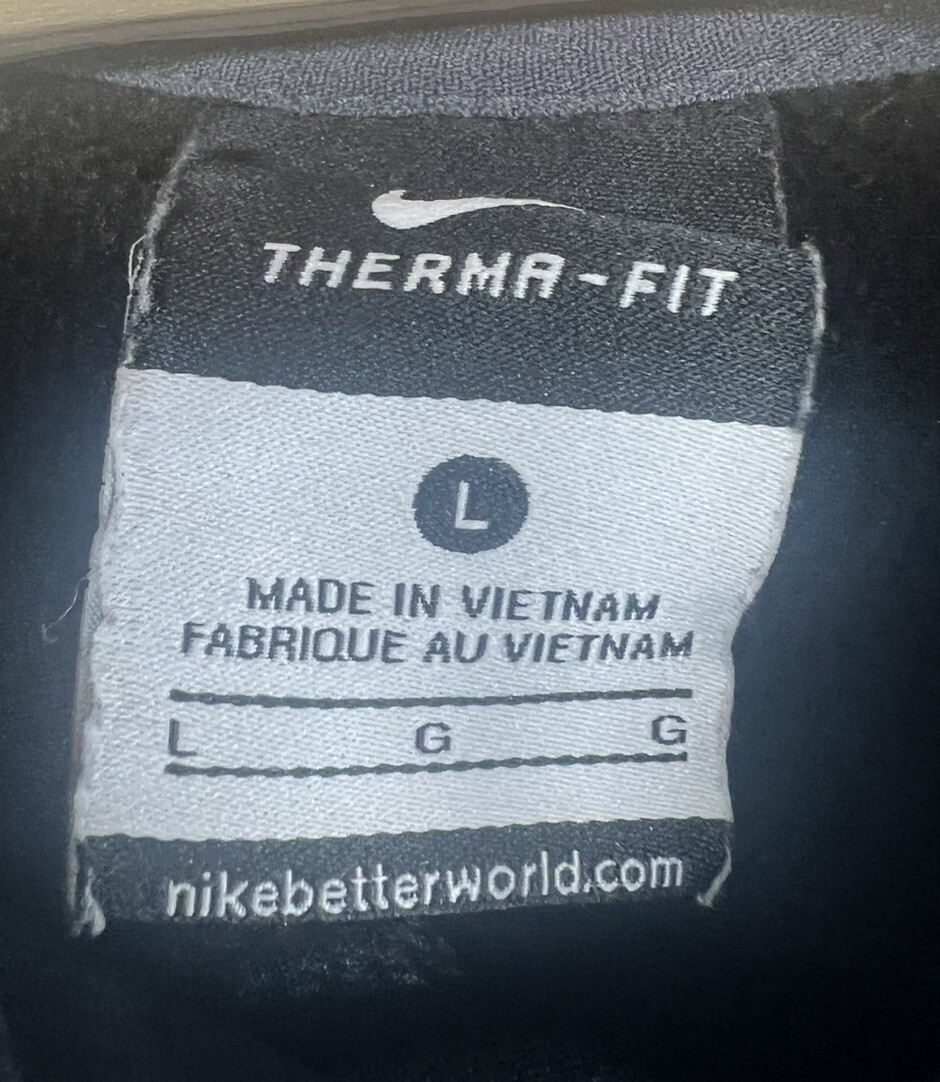 THERMA-FIT
L
MADE IN VIETNAM
FABRIQUE AU VIETNAM
L G G
nikebetterworld.com